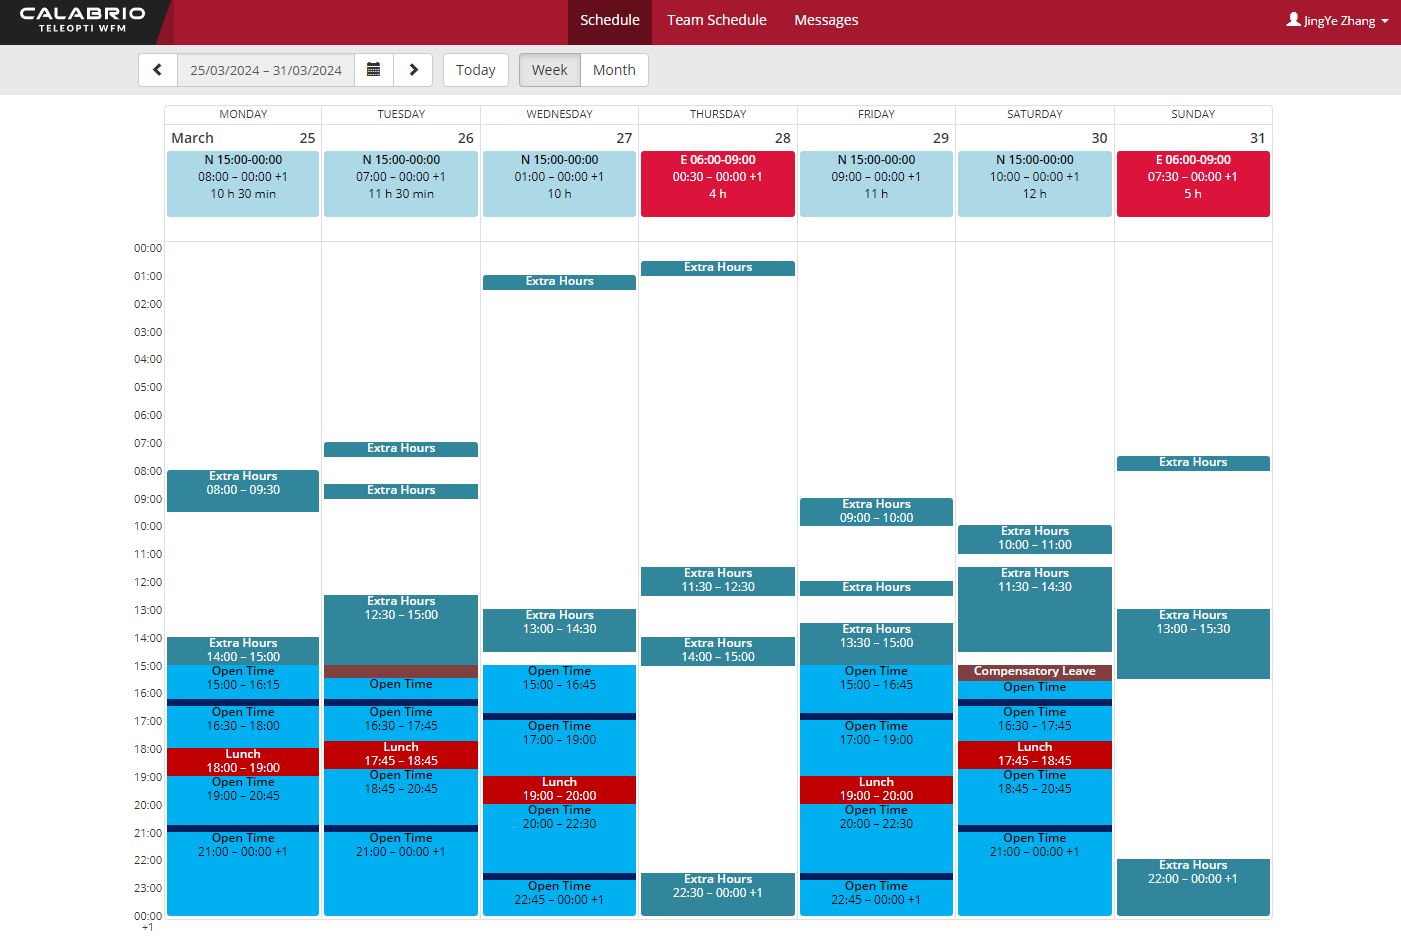 CALABRIO
TELEOPTI WFM
Schedule
Team Schedule
Messages
JingYe Zhang
25/03/2024 – 31/03/2024
Today
Week
Month
MONDAY
TUESDAY
WEDNESDAY
THURSDAY
FRIDAY
SATURDAY
SUNDAY
March 25
26
27
28
29
30
31
N 15:00-00:00
08:00 – 00:00 +1
10 h 30 min
N 15:00-00:00
07:00 – 00:00 +1
11 h 30 min
N 15:00-00:00
01:00 – 00:00 +1
10 h
E 06:00-09:00
00:30 – 00:00 +1
4 h
N 15:00-00:00
09:00 – 00:00 +1
11 h
N 15:00-00:00
10:00 – 00:00 +1
12 h
E 06:00-09:00
07:30 – 00:00 +1
5 h
00:00
01:00
02:00
03:00
04:00
05:00
06:00
07:00
08:00
09:00
10:00
11:00
12:00
13:00
14:00
15:00
16:00
17:00
18:00
19:00
20:00
21:00
22:00
23:00
00:00
+1
Extra Hours
08:00 – 09:30
Extra Hours
14:00 – 15:00
Open Time
15:00 – 16:15
Open Time
16:30 – 18:00
Lunch
18:00 – 19:00
Open Time
19:00 – 20:45
Open Time
21:00 – 00:00 +1
Extra Hours
Extra Hours
Extra Hours
12:30 – 15:00
Open Time
Open Time
16:30 – 17:45
Lunch
17:45 – 18:45
Open Time
18:45 – 20:45
Open Time
21:00 – 00:00 +1
Extra Hours
Extra Hours
13:00 – 14:30
Open Time
15:00 – 16:45
Open Time
17:00 – 19:00
Lunch
19:00 – 20:00
Open Time
20:00 – 22:30
Open Time
22:45 – 00:00 +1
Extra Hours
Extra Hours
11:30 – 12:30
Extra Hours
14:00 – 15:00
Extra Hours
22:30 – 00:00 +1
Extra Hours
09:00 – 10:00
Extra Hours
Extra Hours
13:30 – 15:00
Open Time
15:00 – 16:45
Open Time
17:00 – 19:00
Lunch
19:00 – 20:00
Open Time
20:00 – 22:30
Open Time
22:45 – 00:00 +1
Extra Hours
10:00 – 11:00
Extra Hours
11:30 – 14:30
Compensatory Leave
Open Time
Open Time
16:30 – 17:45
Lunch
17:45 – 18:45
Open Time
18:45 – 20:45
Open Time
21:00 – 00:00 +1
Extra Hours
Extra Hours
13:00 – 15:30
Extra Hours
22:00 – 00:00 +1